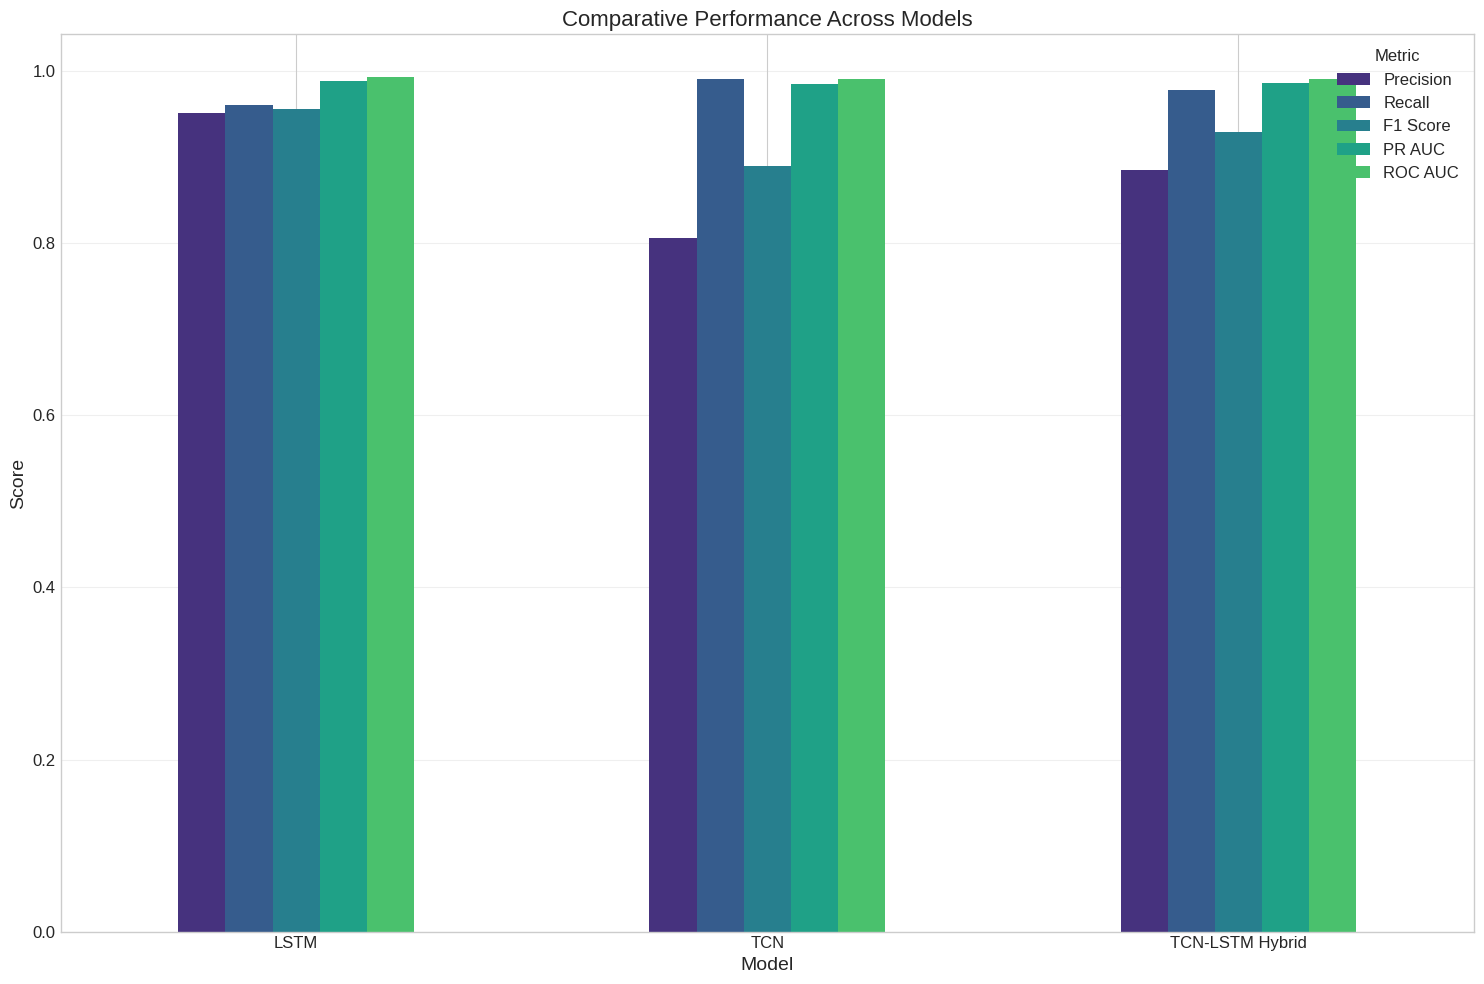 Comparative Performance Across Models
Metric
Precision
Recall
F1 Score
PR AUC
ROC AUC
1.0
0.8
0.6
0.4
0.2
0.0
Score
LSTM
TCN
TCN-LSTM Hybrid
Model